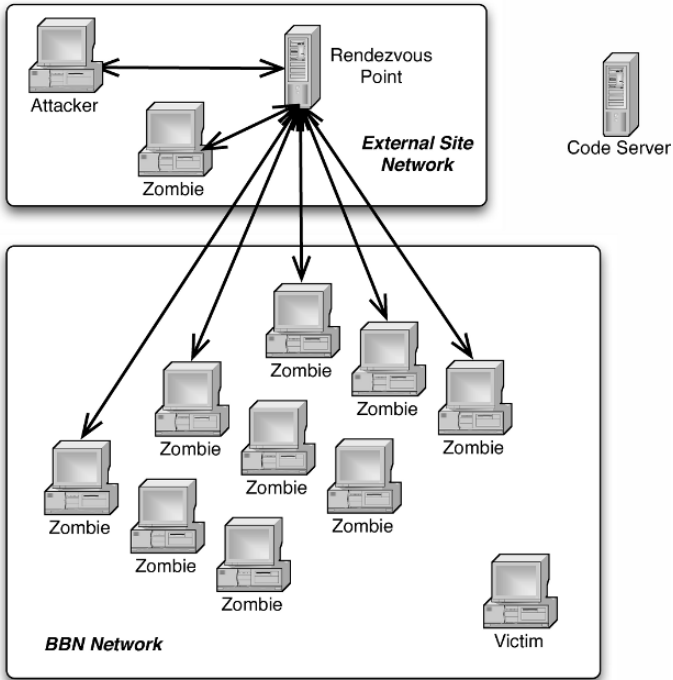 Rendezvous
Point
Attacker
External Site
Network
Code Server
Zombie
Zombie
Zombie
Zombie
Zombie
Zombie
Zombie
Zombie
Zombie
Zombie
Victim
BBN Network